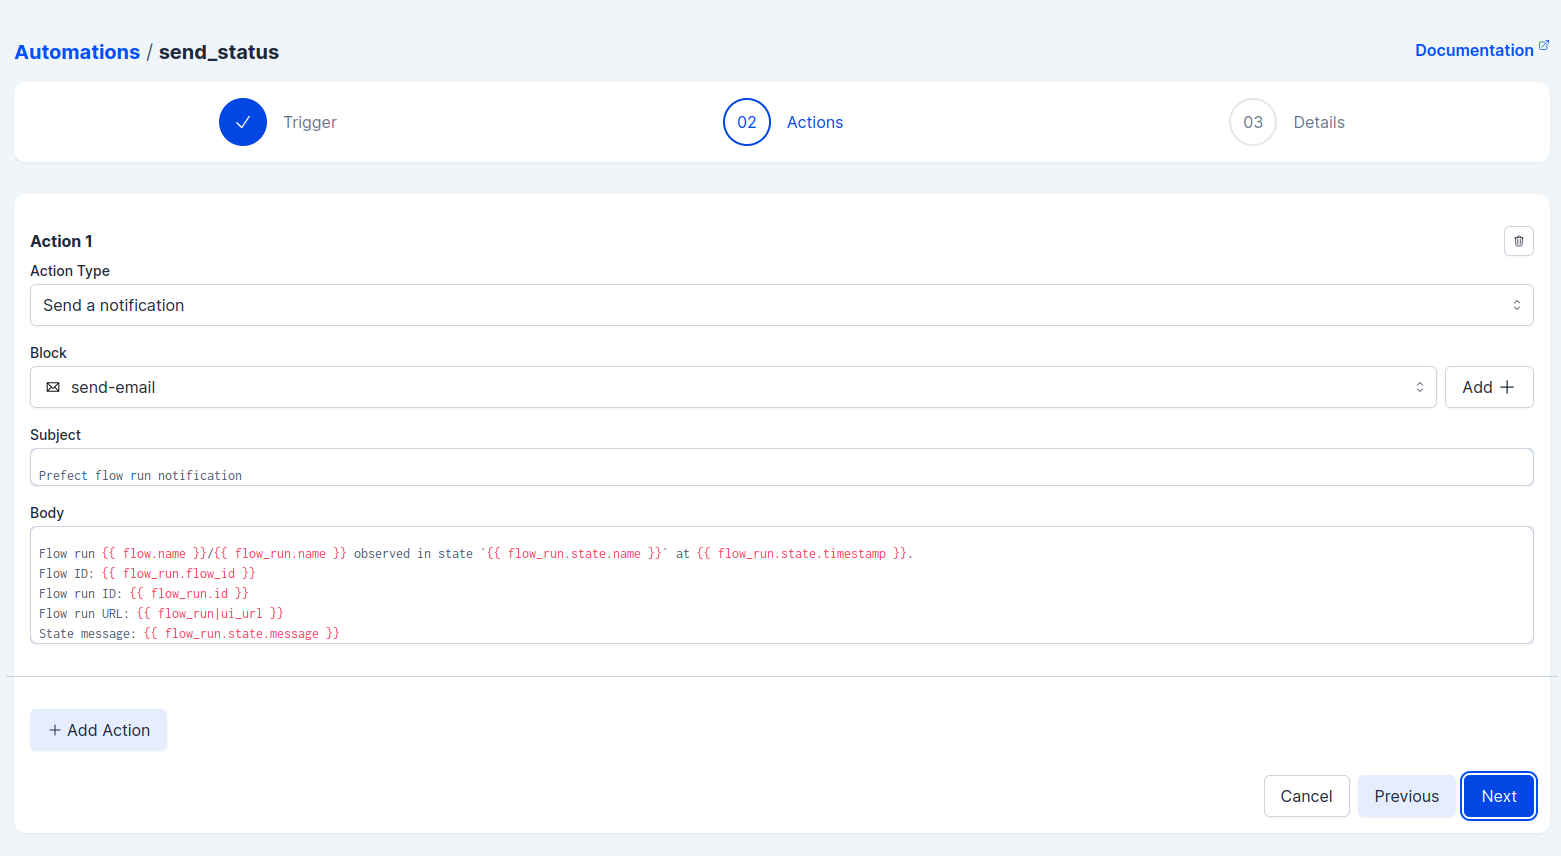 Automations / send_status
Documentation
Trigger
02 Actions
03 Details
Action 1
Action Type
Send a notification
Block
send-email
Add +
Subject
Prefect flow run notification
Body
Flow run {{ flow.name }}/{{ flow_run.name }} observed in state `{{ flow_run.state.name }}` at {{ flow_run.state.timestamp }}.
Flow ID: {{ flow_run.flow_id }}
Flow run ID: {{ flow_run.id }}
Flow run URL: {{ flow_run|ui_url }}
State message: {{ flow_run.state.message }}
+ Add Action
Cancel
Previous
Next